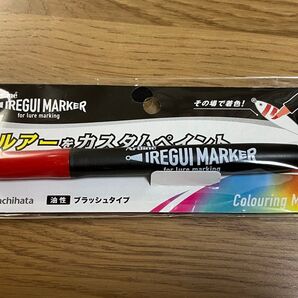 IREGUI MARKER
for lure marking
その場で着色!
ルアーをカスタムペイント
IREGUI MARKER
for lure marking
achihata
油性 ブラッシュタイプ
Colouring M